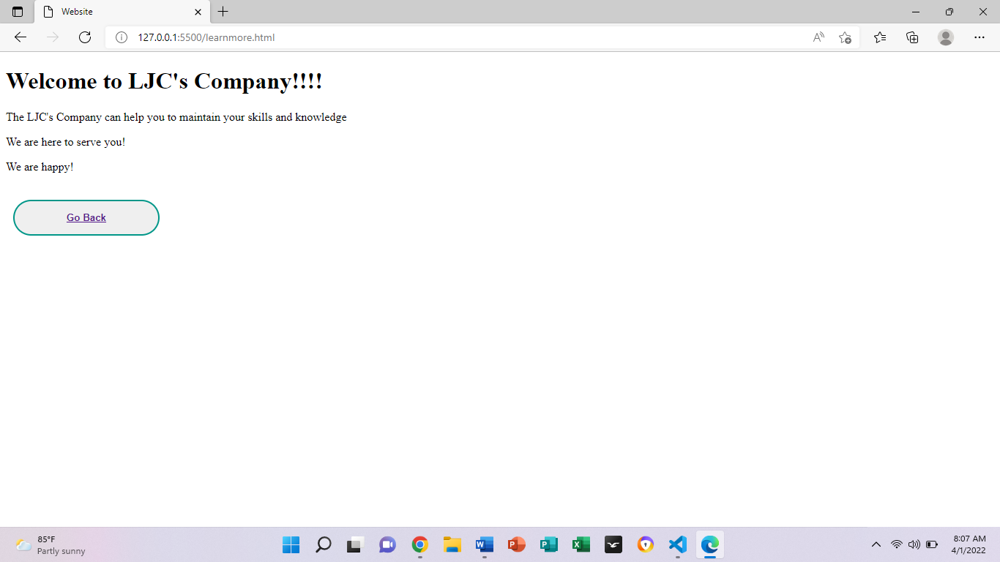 Website
127.0.0.1:5500/learnmore.html
Welcome to LJC's Company!!!!
The LJC's Company can help you to maintain your skills and knowledge
We are here to serve you!
We are happy!
Go Back
85°F
Partly sunny
8:07 AM
4/1/2022